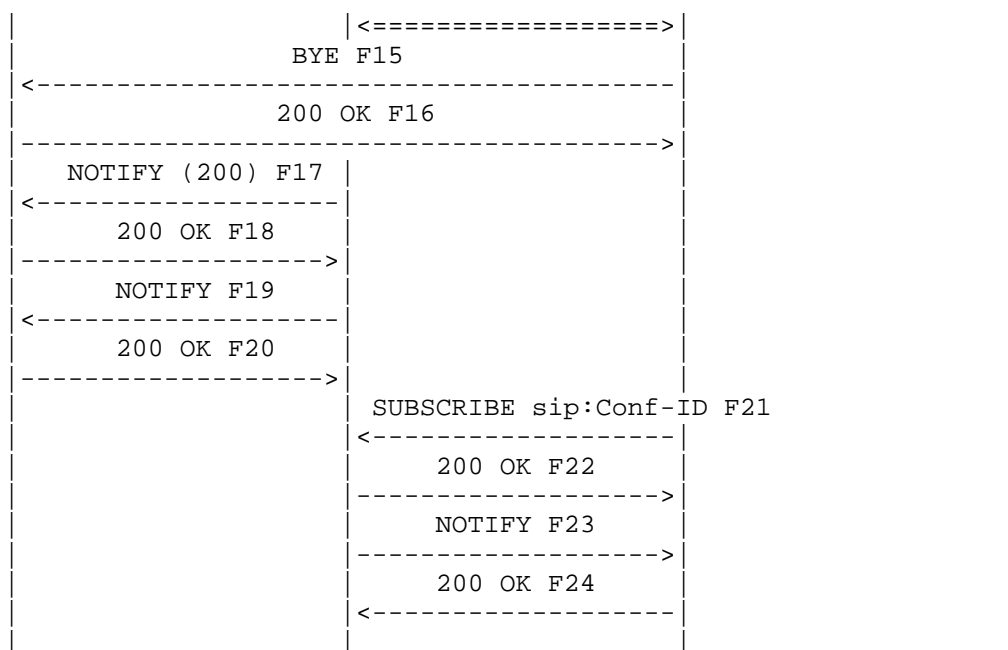 |                    |<==================>|
|                 BYE F15                 |
|<----------------------------------------|
|                200 OK F16               |
|---------------------------------------->|
|   NOTIFY (200) F17 |                    |
|<-------------------|                    |
|      200 OK F18    |                    |
|------------------->|                    |
|      NOTIFY F19    |                    |
|<-------------------|                    |
|      200 OK F20    |                    |
|------------------->|                    |
|                    | SUBSCRIBE sip:Conf-ID F21
|                    |<-------------------|
|                    |     200 OK F22     |
|                    |------------------->|
|                    |     NOTIFY F23     |
|                    |------------------->|
|                    |     200 OK F24     |
|                    |<-------------------|
|                    |                    |